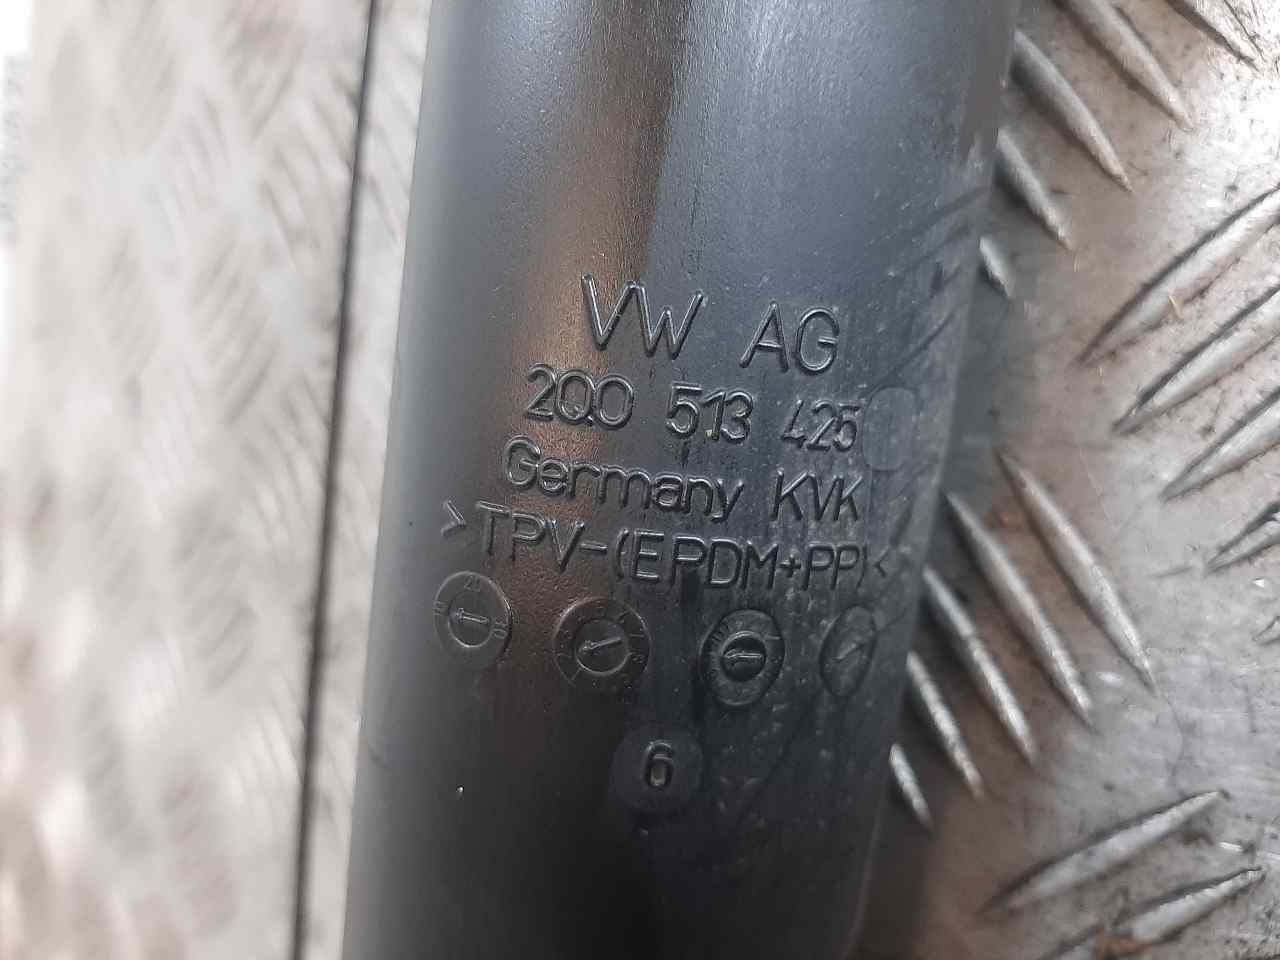 VW AG
2Q0 513 425
Germany KVK
>TPV-(EPDM+PP)<
6